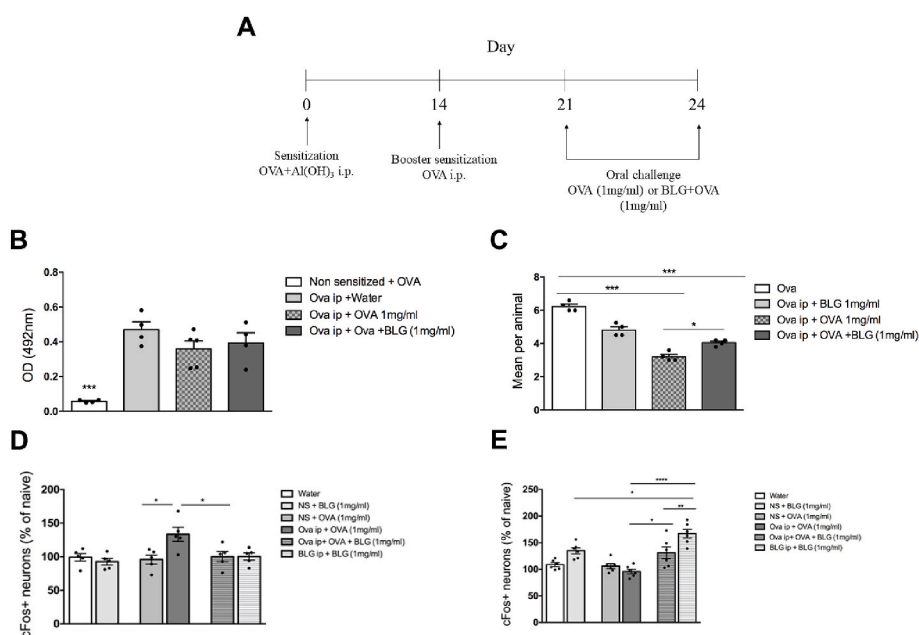 A
Day
0
14
21
24
Sensitization
OVA+Al(OH)3 i.p.
Booster sensitization
OVA i.p.
Oral challenge
OVA (1mg/ml) or BLG+OVA
(1mg/ml)
B
OD (492nm)
0.8
0.6
0.4
0.2
0.0
***
Non sensitized + OVA
Ova ip +Water
Ova ip + OVA 1mg/ml
Ova ip + Ova +BLG (1mg/ml)
C
Mean per animal
8
6
4
2
0
***
***
*
Ova
Ova ip + BLG 1mg/ml
Ova ip + OVA 1mg/ml
Ova ip + OVA +BLG (1mg/ml)
D
cFos+ neurons (% of naive)
200
150
100
50
0
*
*
Water
NS + BLG (1mg/ml)
NS + OVA (1mg/ml)
Ova ip + OVA (1mg/ml)
Ova ip+ OVA + BLG (1mg/ml)
BLG ip + BLG (1mg/ml)
E
cFos+ neurons (% of naive)
250
200
150
100
50
0
****
*
**
*
Water
NS + BLG (1mg/ml)
NS + OVA (1mg/ml)
Ova ip + OVA (1mg/ml)
Ova ip+ OVA + BLG (1mg/ml)
BLG ip + BLG (1mg/ml)